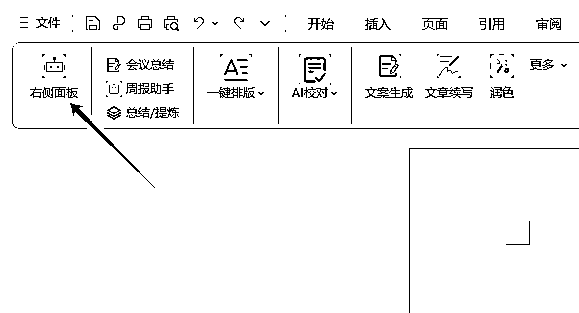 文件 开始 插入 页面 引用 审阅
右侧面板
会议总结
周报助手
总结/提炼
一键排版
AI校对
文案生成 文章续写 润色 更多